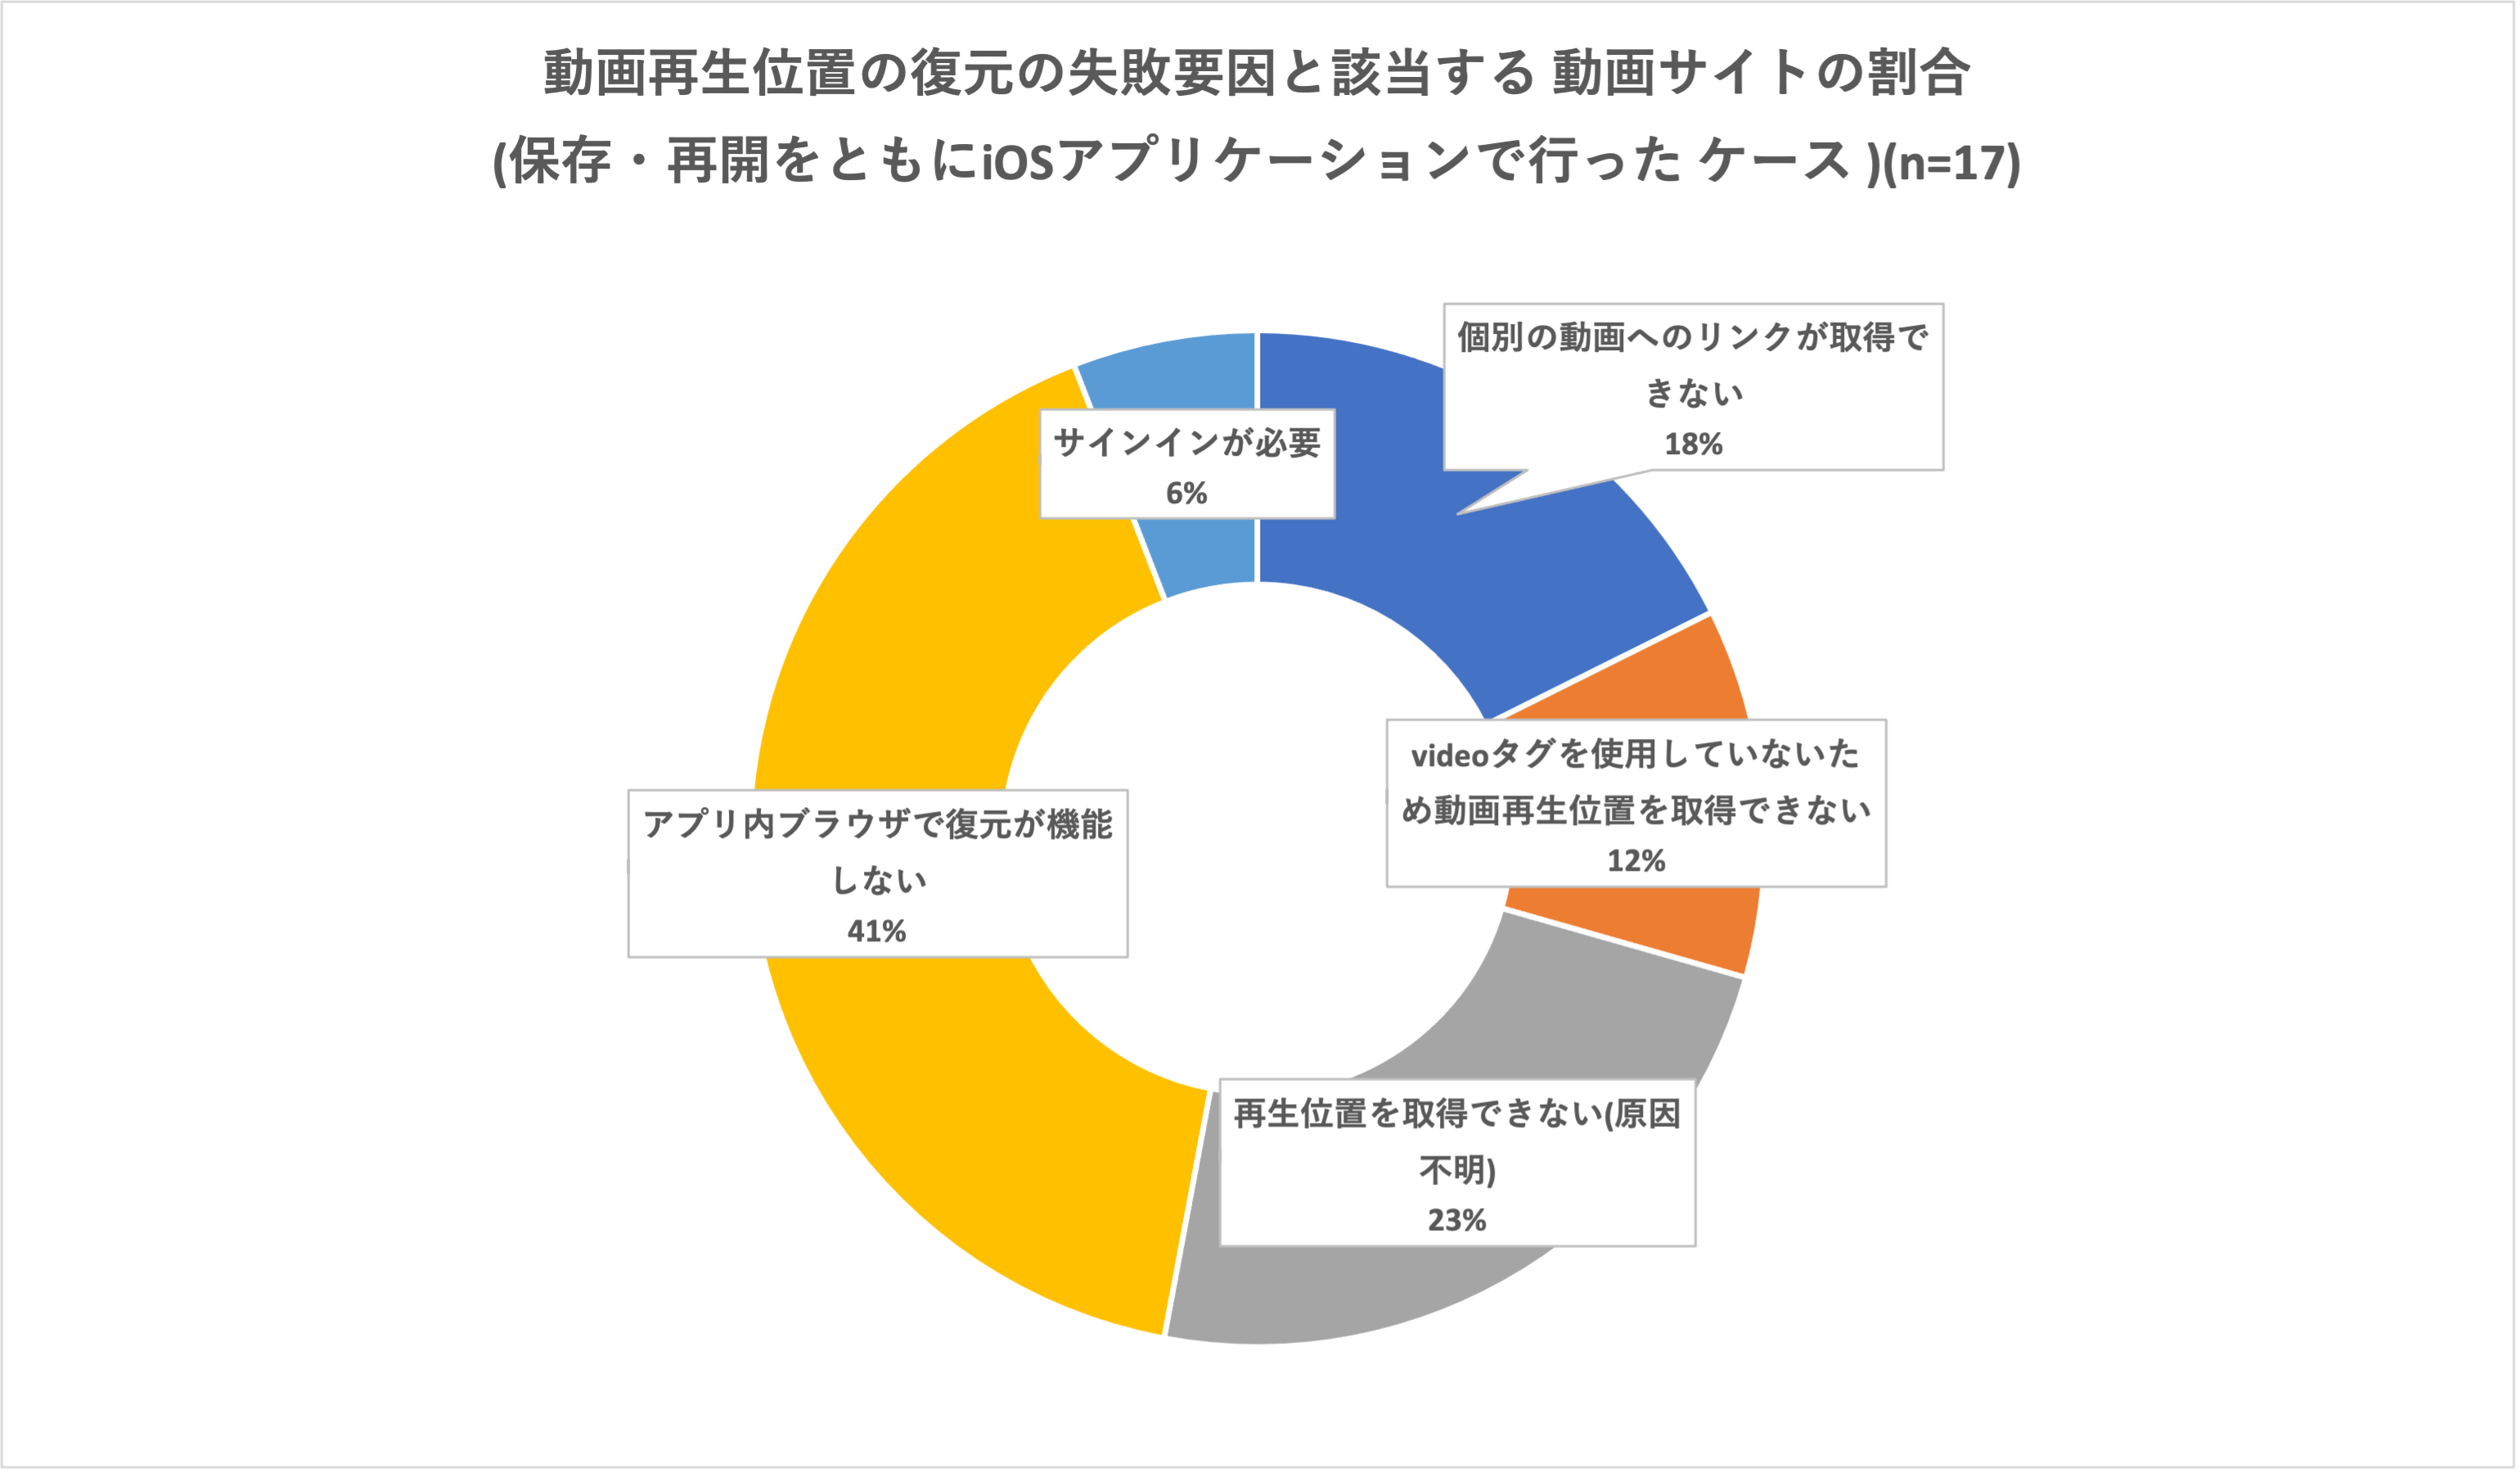 動画再生位置の復元の失敗要因と該当する 動画サイトの割合
(保存・再開をともにiOSアプリケーションで行った ケース )(n=17)
個別の動画へのリンクが取得で
きない
18%
サインインが必要
6%
videoタグを使用していないた
め動画再生位置を取得できない
12%
アプリ内ブラウザで復元が機能
しない
41%
再生位置を取得できない(原因
不明)
23%